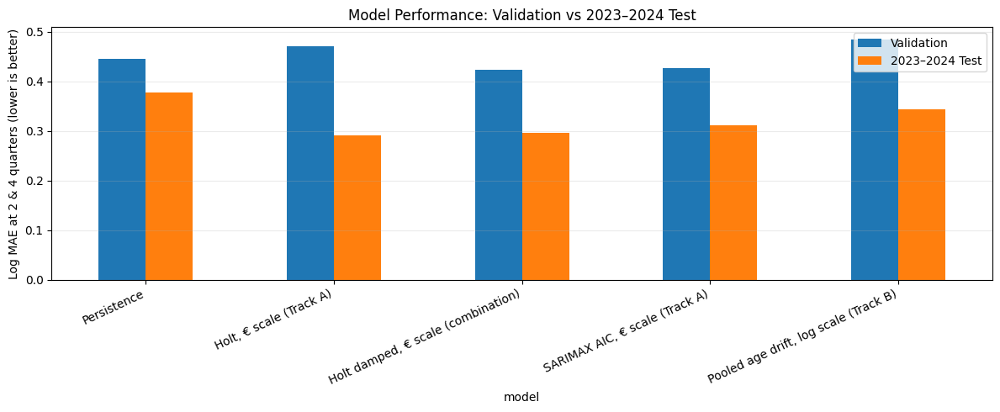 Model Performance: Validation vs 2023–2024 Test
Log MAE at 2 & 4 quarters (lower is better)
0.5
0.4
0.3
0.2
0.1
0.0
Validation
2023–2024 Test
Persistence
Holt, € scale (Track A)
Holt damped, € scale (combination)
SARIMAX AIC, € scale (Track A)
Pooled age drift, log scale (Track B)
model